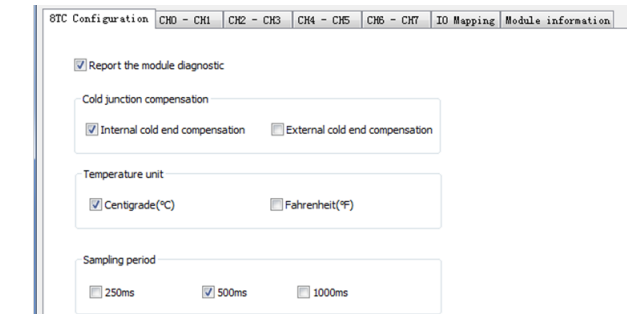 8TC Configuration CH0 - CH1 CH2 - CH3 CH4 - CH5 CH6 - CH7 IO Mapping Module information
Report the module diagnostic
Cold junction compensation
Internal cold end compensation External cold end compensation
Temperature unit
Centigrade(℃) Fahrenheit(℉)
Sampling period
250ms 500ms 1000ms